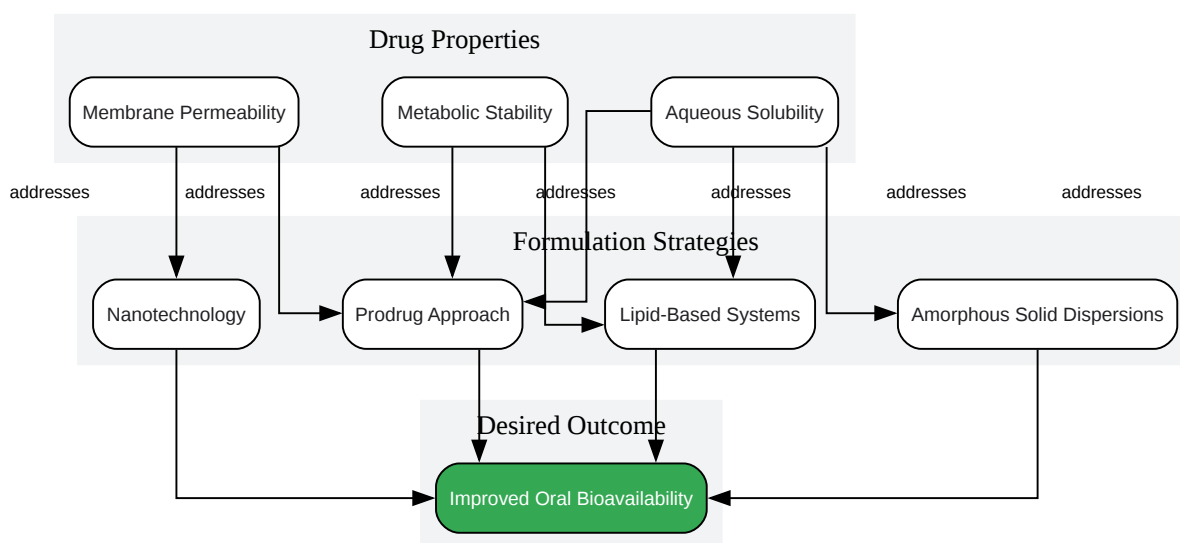 Drug Properties
Membrane Permeability
Metabolic Stability
Aqueous Solubility
addresses
addresses
addresses
addresses
addresses
addresses
addresses
Formulation Strategies
Nanotechnology
Prodrug Approach
Lipid-Based Systems
Amorphous Solid Dispersions
Desired Outcome
Improved Oral Bioavailability